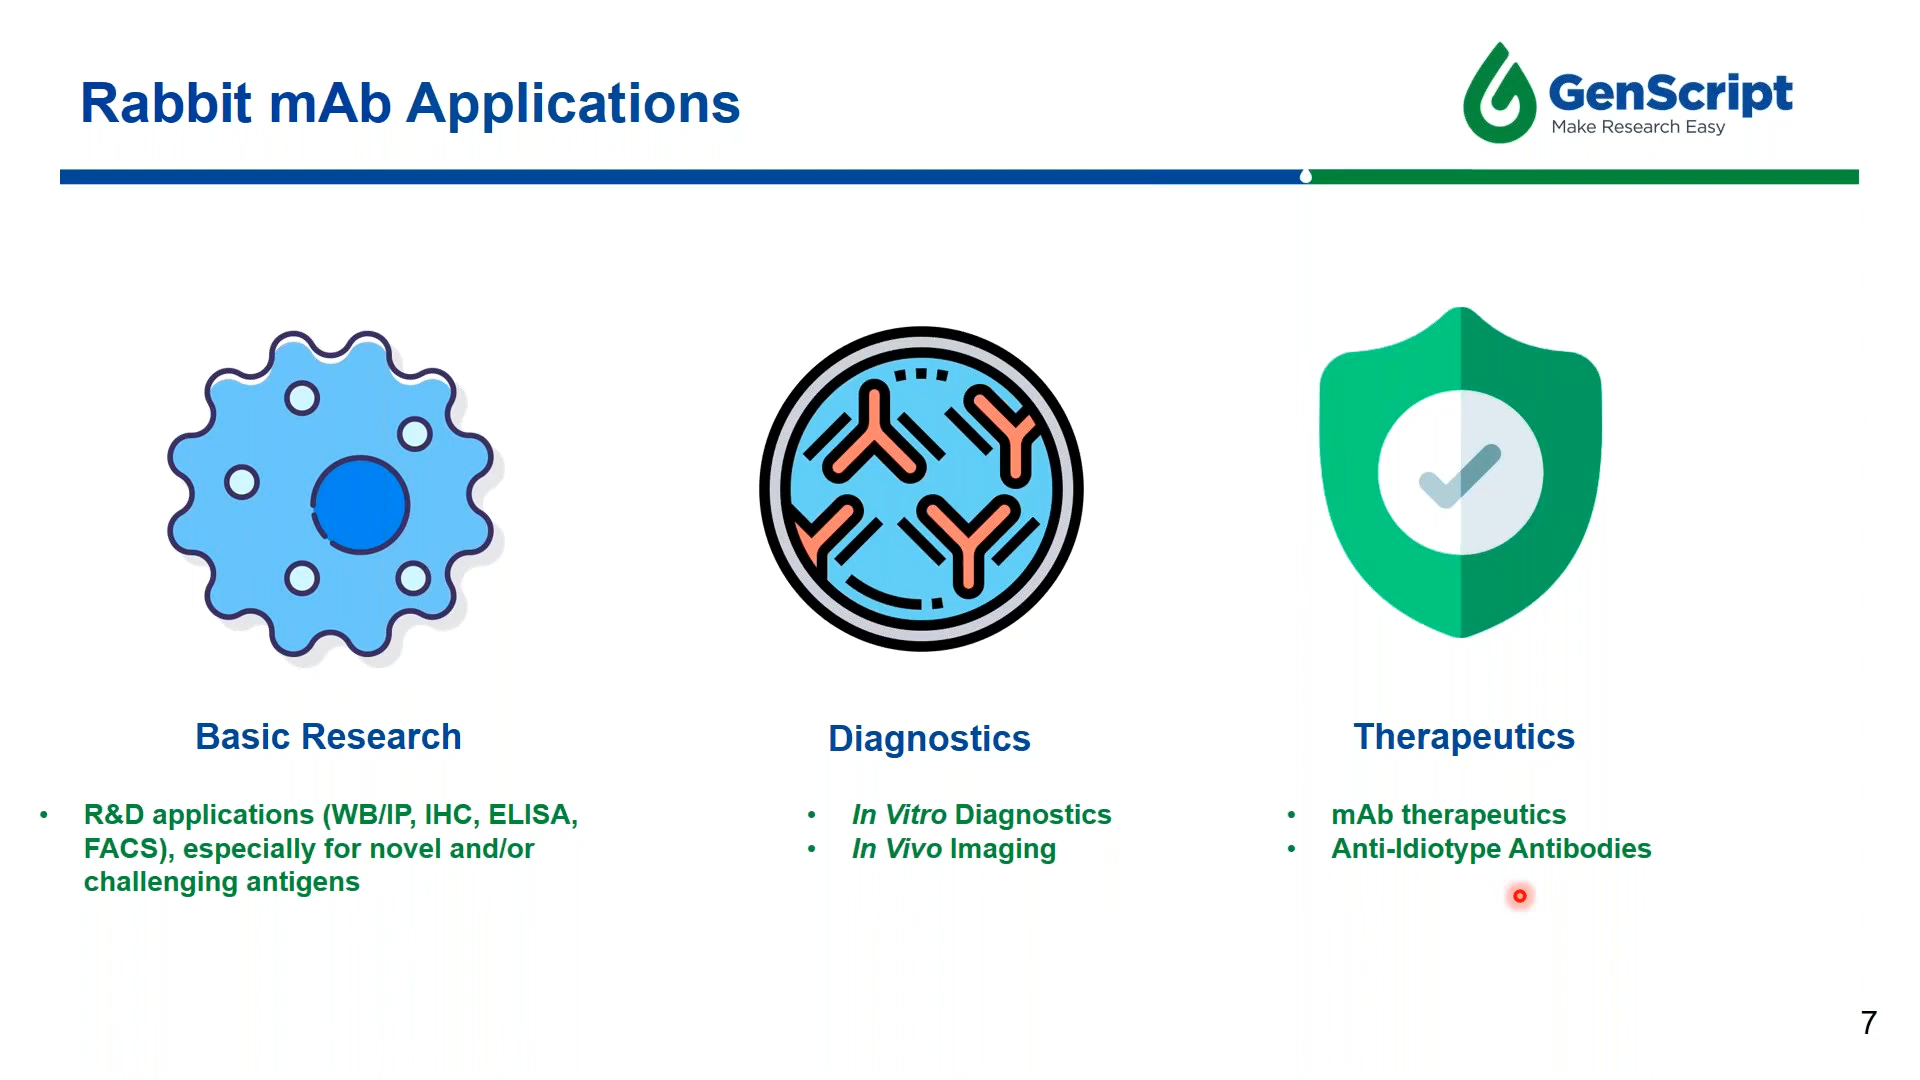 Rabbit mAb Applications
GenScript
Make Research Easy
Basic Research
• R&D applications (WB/IP, IHC, ELISA,
FACS), especially for novel and/or
challenging antigens
Diagnostics
• In Vitro Diagnostics
• In Vivo Imaging
Therapeutics
• mAb therapeutics
• Anti-Idiotype Antibodies
7